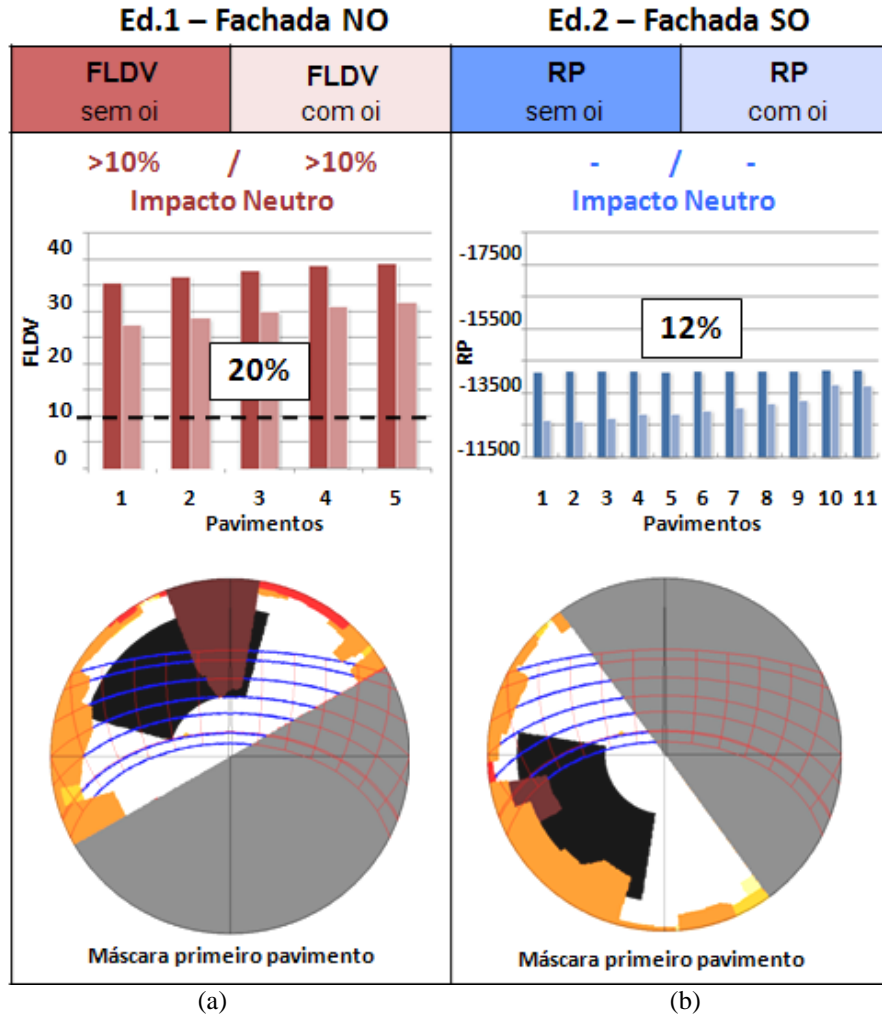 Ed.1 – Fachada NO
Ed.2 – Fachada SO
FLDV
sem oi
FLDV
com oi
RP
sem oi
RP
com oi
>10% / >10%
Impacto Neutro
- / -
Impacto Neutro
40
30
20
10
0
FLDV
20%
1 2 3 4 5
Pavimentos
-17500
-15500
-13500
-11500
RP
12%
1 2 3 4 5 6 7 8 9 10 11
Pavimentos
Máscara primeiro pavimento
Máscara primeiro pavimento
(a)
(b)